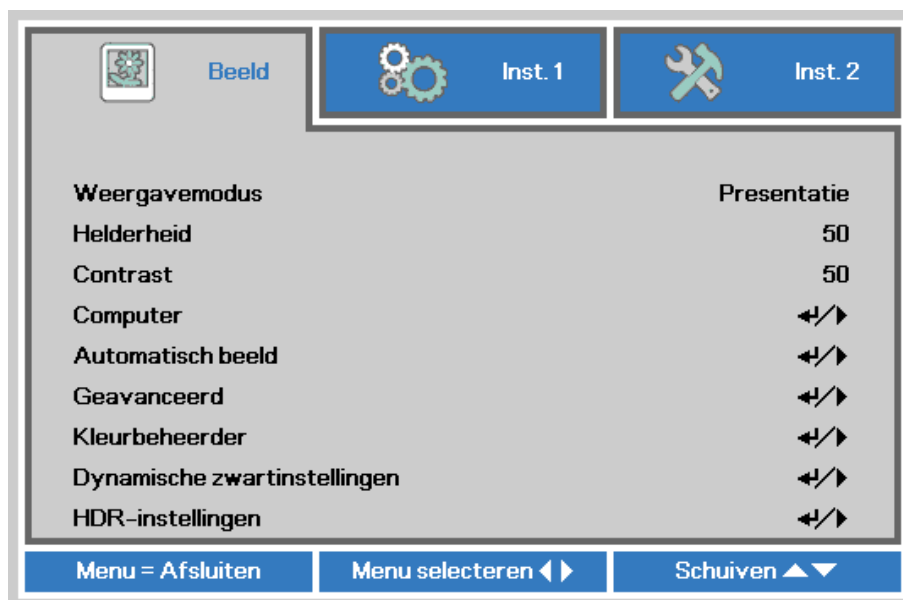 Beeld
Inst. 1
Inst. 2
Weergavemodus Presentatie
Helderheid 50
Contrast 50
Computer
Automatisch beeld
Geavanceerd
Kleurbeheerder
Dynamische zwartinstellingen
HDR-instellingen
Menu = Afsluiten
Menu selecteren
Schuiven